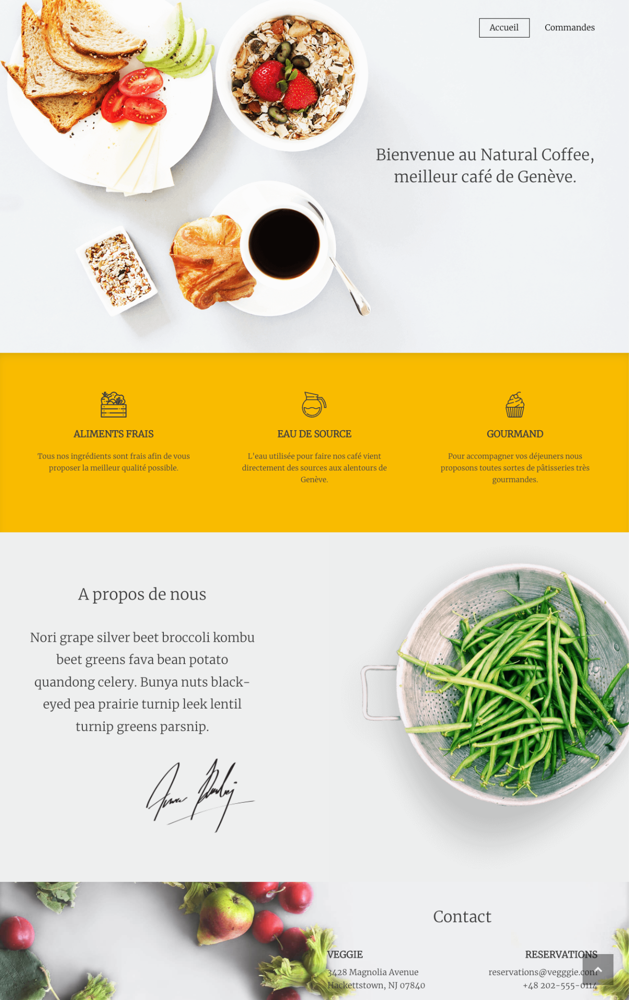 Accueil
Commandes
Bienvenue au Natural Coffee,
meilleur café de Genève.
ALIMENTS FRAIS
Tous nos ingrédients sont frais afin de vous
proposer la meilleur qualité possible.
EAU DE SOURCE
L'eau utilisée pour faire nos café vient
directement des sources aux alentours de
Genève.
GOURMAND
Pour accompagner vos déjeuners nous
proposons toutes sortes de pâtisseries très
gourmandes.
A propos de nous
Nori grape silver beet broccoli kombu
beet greens fava bean potato
quandong celery. Bunya nuts black-
eyed pea prairie turnip leek lentil
turnip greens parsnip.
Contact
VEGGIE
3428 Magnolia Avenue
Hackettstown, NJ 07840
RESERVATIONS
reservations@vegggie.com
+48 202-555-0114